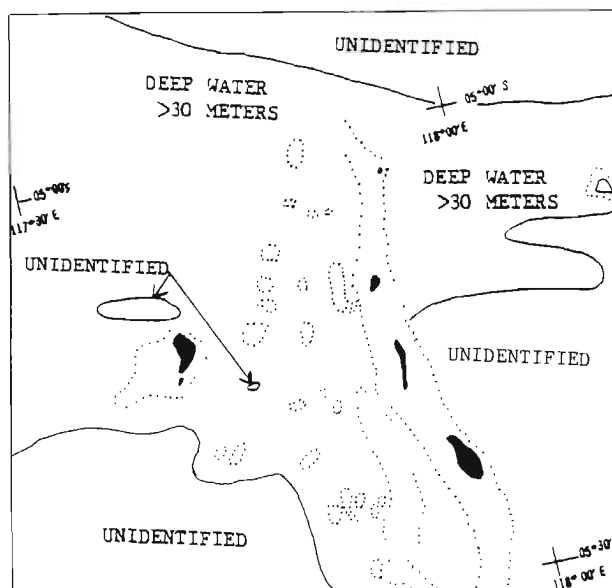 UNIDENTIFIED
DEEP WATER
>30 METERS
05°00' S
118°00'E
DEEP WATER
>30 METERS
05°00'S
117°30' E
UNIDENTIFIED
UNIDENTIFIED
UNIDENTIFIED
05°30'
118°00' E